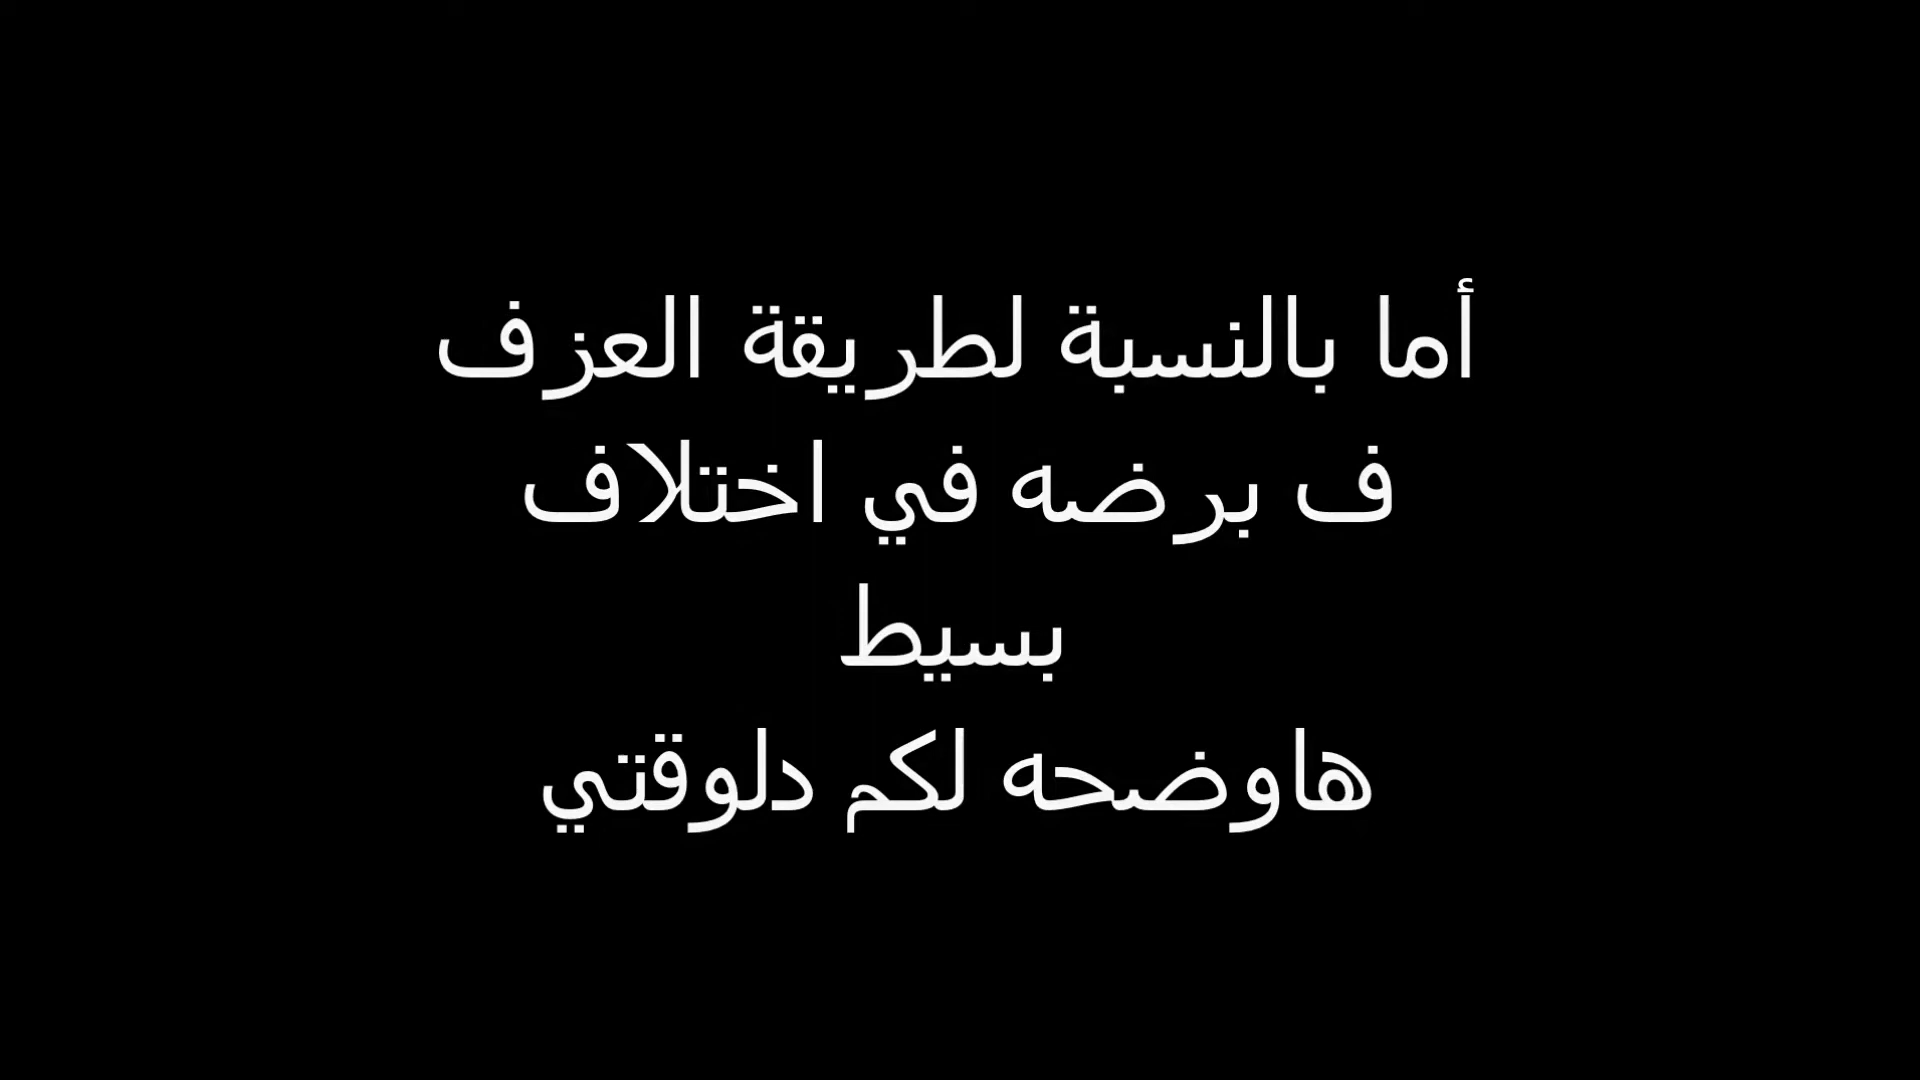 أما بالنسبة لطريقة العزف
ف برضه في اختلاف
بسيط
هاوضحه لكم دلوقتي